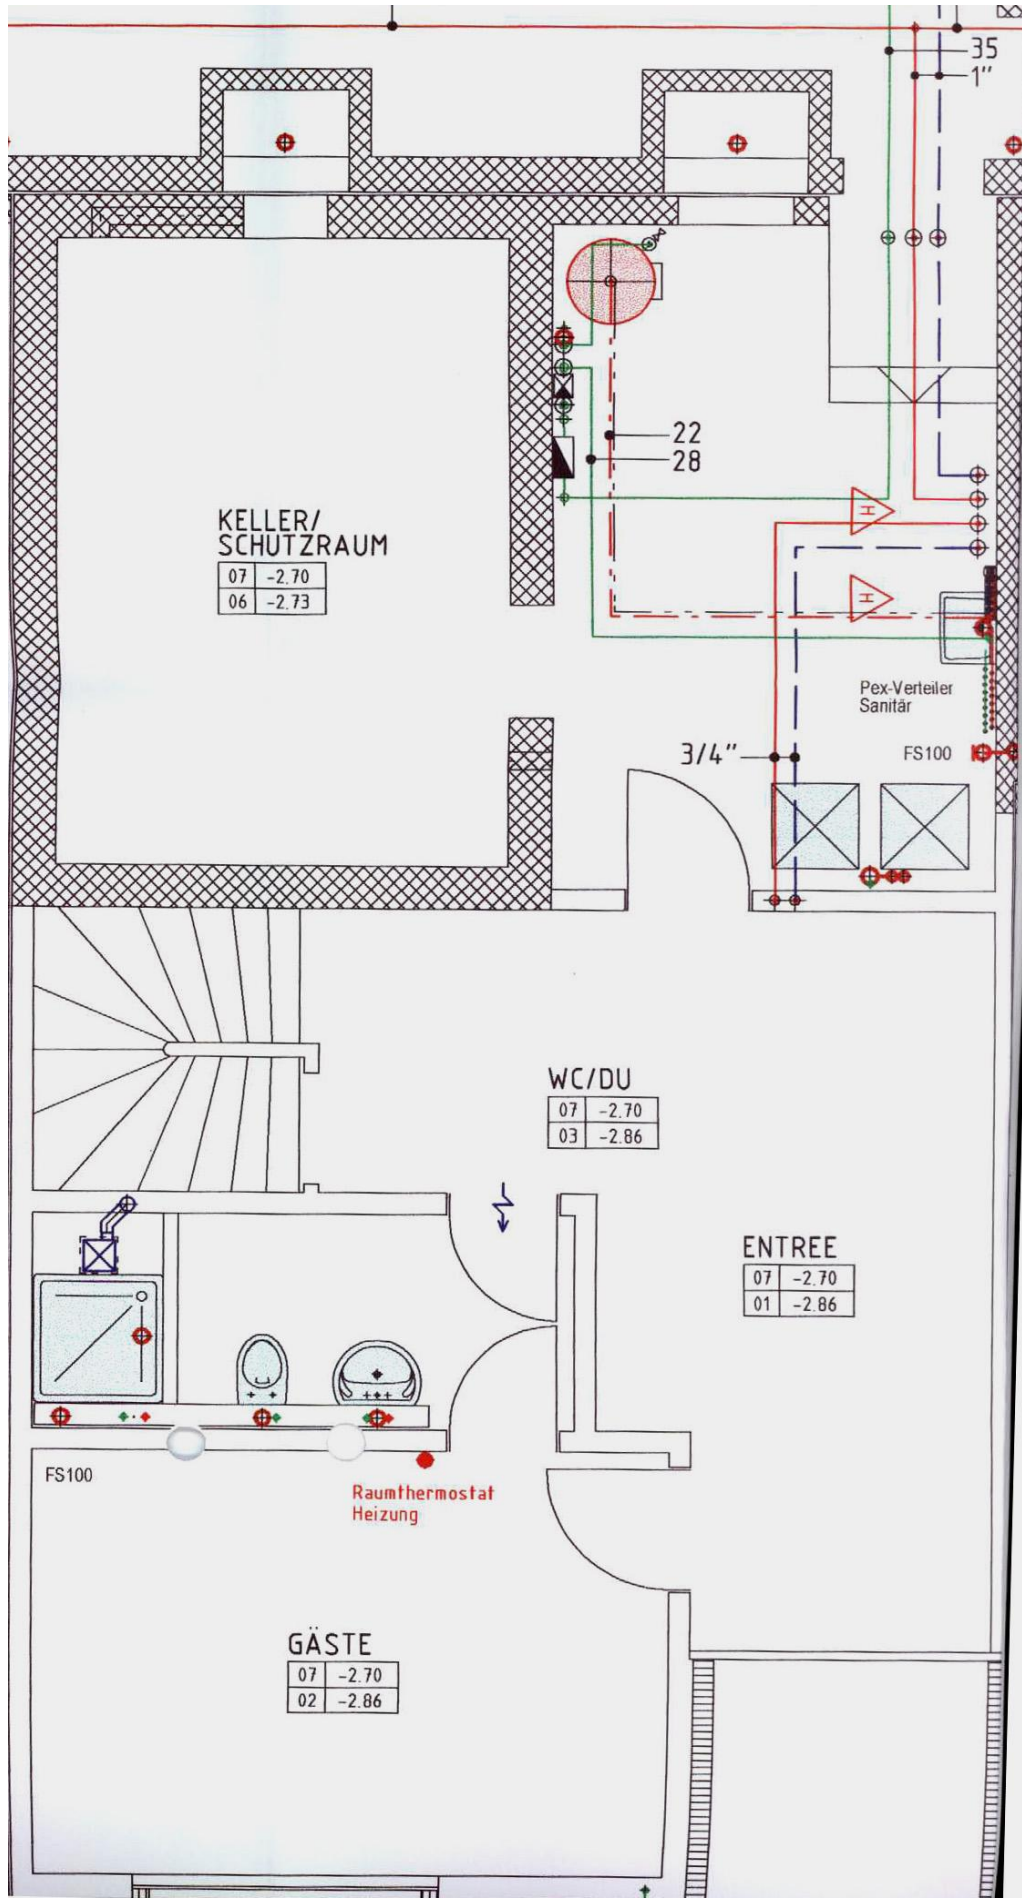 35
1"
22
28
KELLER/
SCHUTZRAUM
07 -2.70
06 -2.73
H
H
Pex-Verteiler
Sanitär
3/4"
FS100
WC/DU
07 -2.70
03 -2.86
ENTREE
07 -2.70
01 -2.86
FS100
Raumthermostat
Heizung
GÄSTE
07 -2.70
02 -2.86